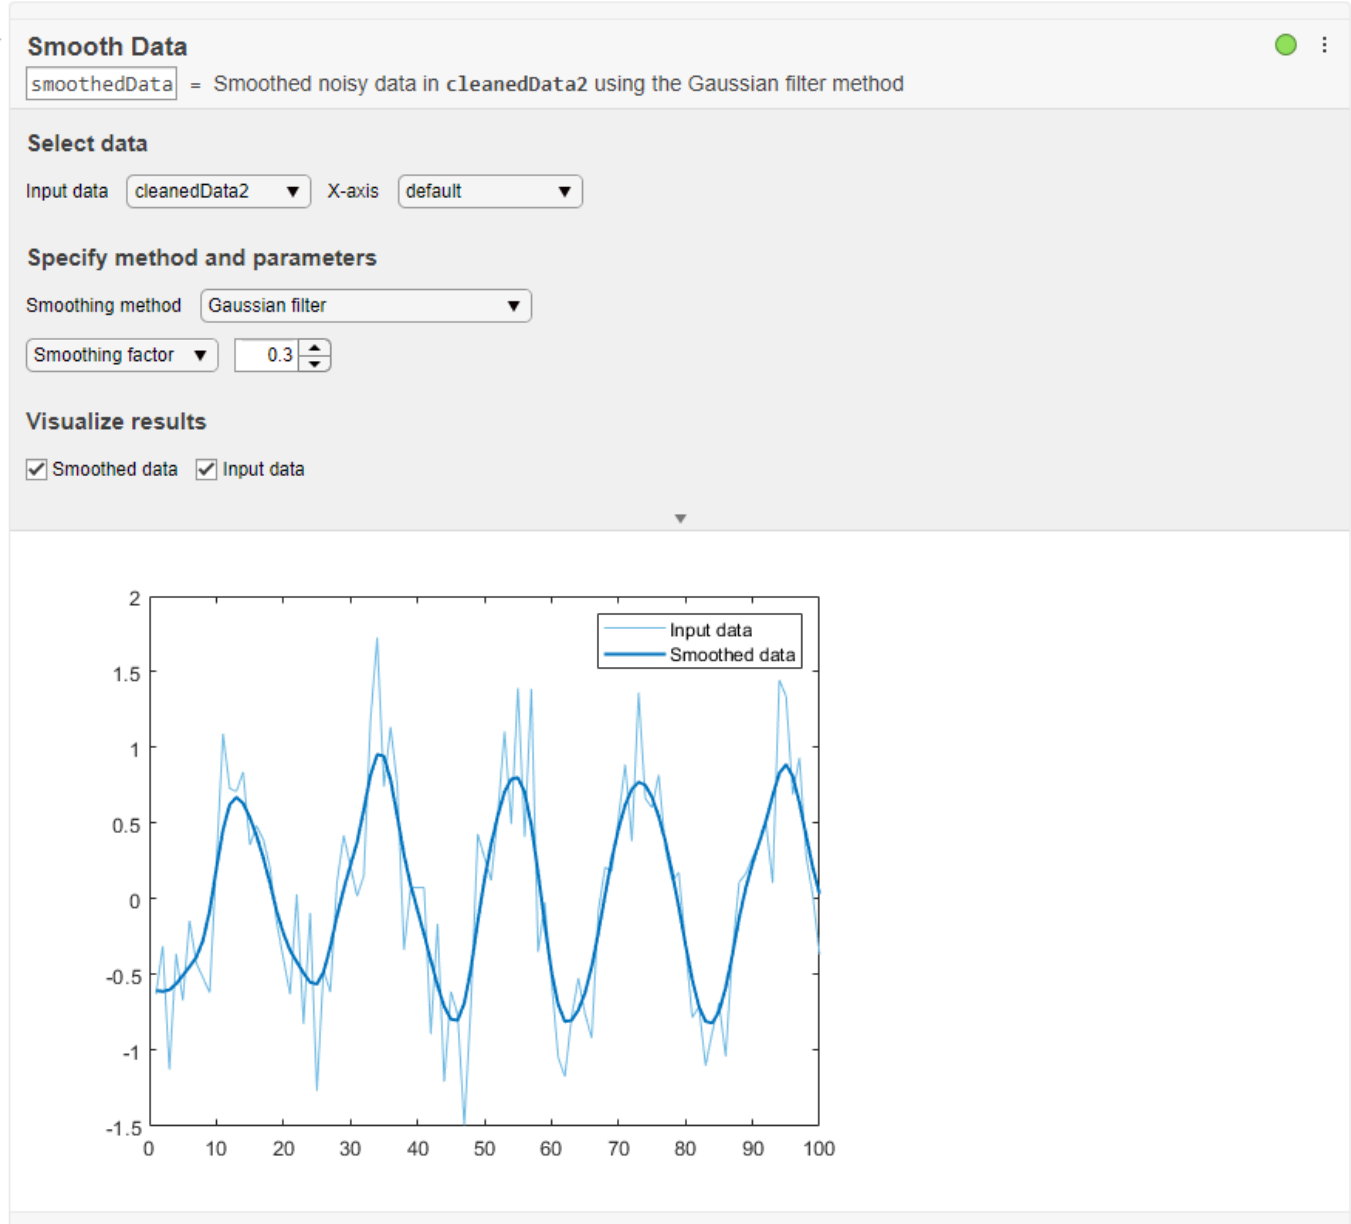 Smooth Data
smoothedData = Smoothed noisy data in cleanedData2 using the Gaussian filter method
Select data
Input data cleanedData2 X-axis default
Specify method and parameters
Smoothing method Gaussian filter
Smoothing factor 0.3
Visualize results
Smoothed data Input data
2
1.5
1
0.5
0
-0.5
-1
-1.5
Input data
Smoothed data
0 10 20 30 40 50 60 70 80 90 100